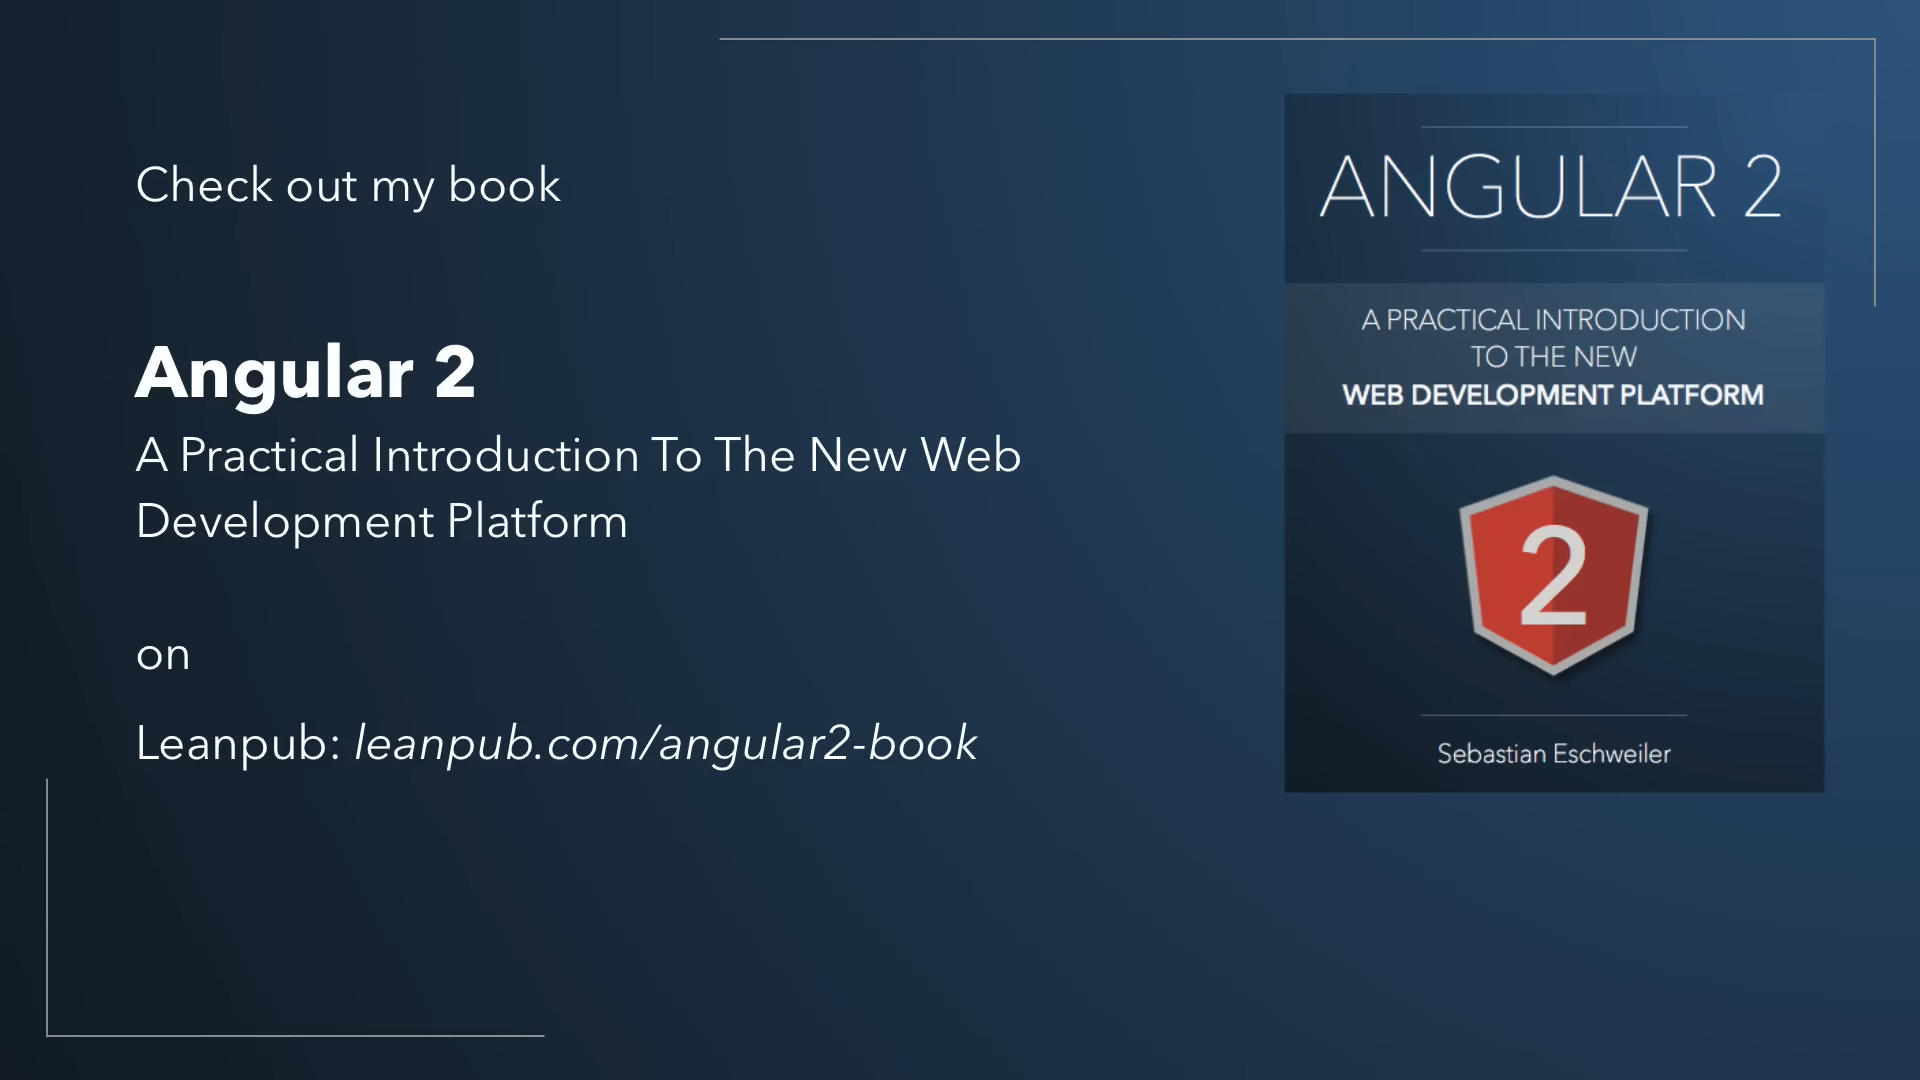 Check out my book
Angular 2
A Practical Introduction To The New Web
Development Platform
on
Leanpub: leanpub.com/angular2-book
ANGULAR 2
A PRACTICAL INTRODUCTION
TO THE NEW
WEB DEVELOPMENT PLATFORM
2
Sebastian Eschweiler